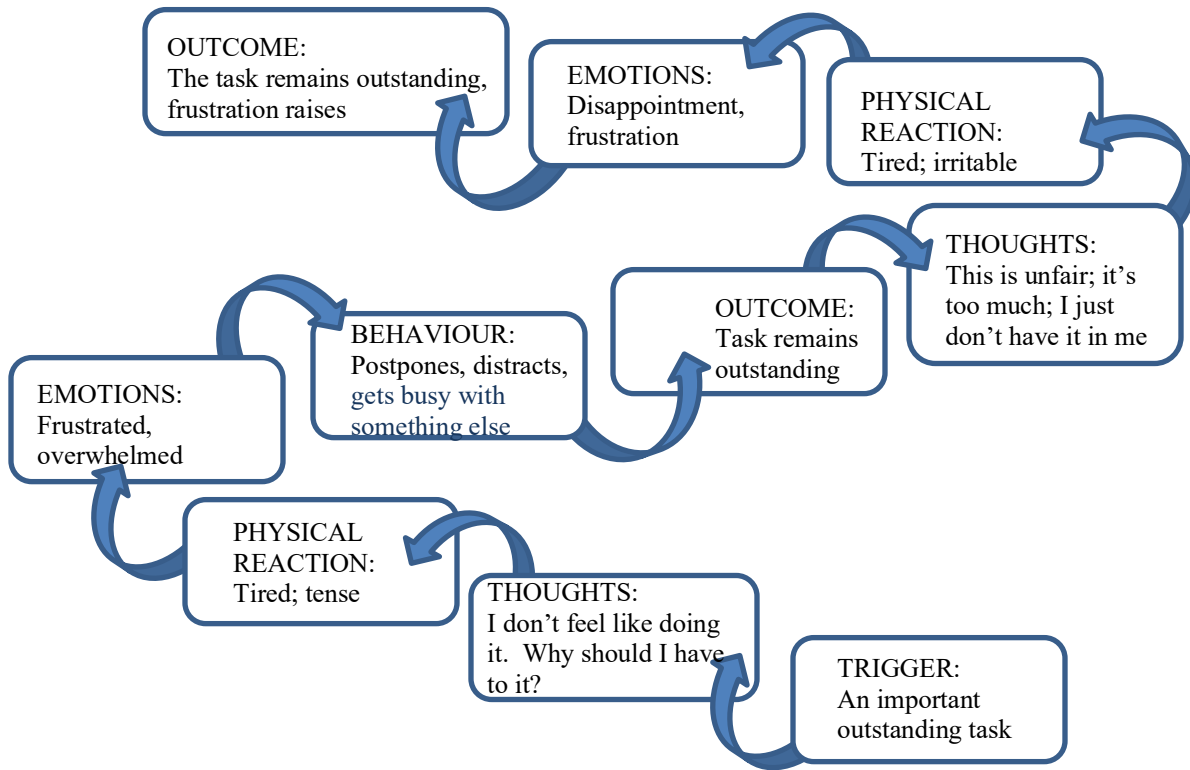 OUTCOME:
The task remains outstanding,
frustration raises
EMOTIONS:
Disappointment,
frustration
PHYSICAL
REACTION:
Tired; irritable
THOUGHTS:
This is unfair; it’s
too much; I just
don’t have it in me
OUTCOME:
Task remains
outstanding
BEHAVIOUR:
Postpones, distracts,
gets busy with
something else
EMOTIONS:
Frustrated,
overwhelmed
PHYSICAL
REACTION:
Tired; tense
THOUGHTS:
I don’t feel like doing
it.  Why should I have
to it?
TRIGGER:
An important
outstanding task